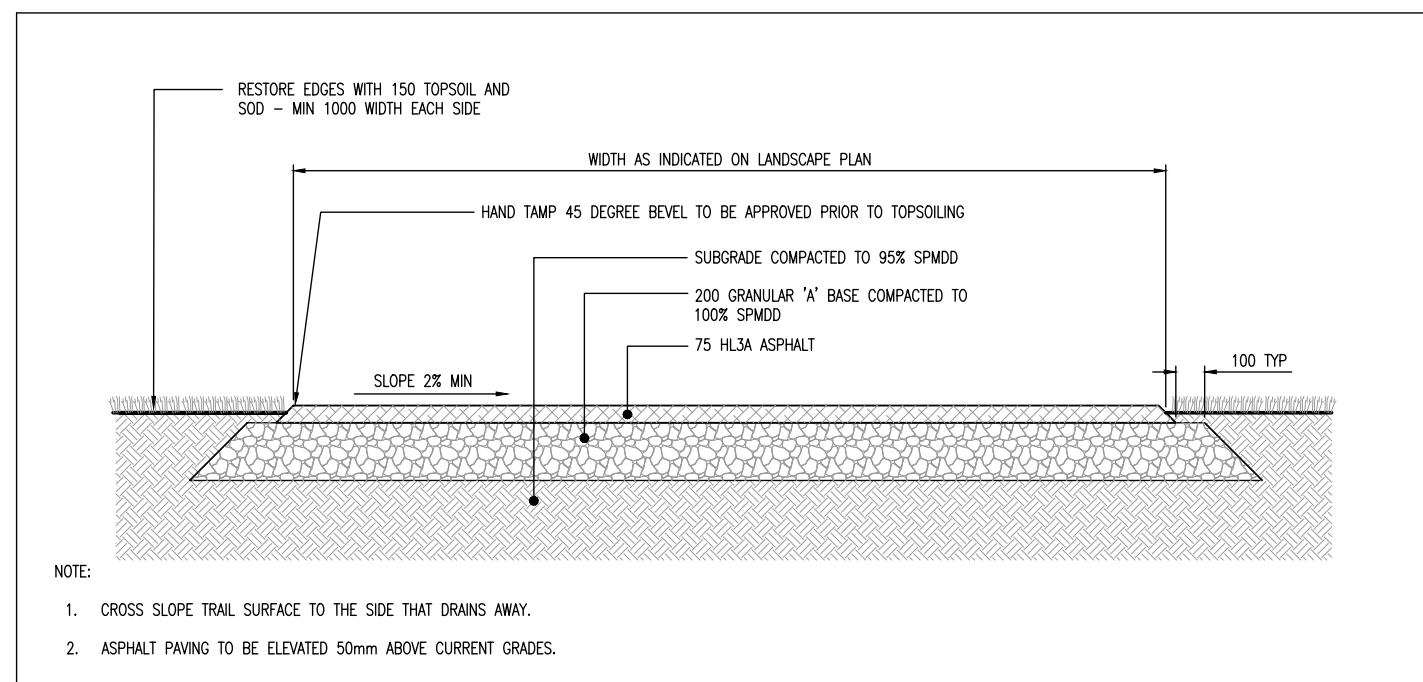 RESTORE EDGES WITH 150 TOPSOIL AND
SOD - MIN 1000 WIDTH EACH SIDE
WIDTH AS INDICATED ON LANDSCAPE PLAN
HAND TAMP 45 DEGREE BEVEL TO BE APPROVED PRIOR TO TOPSOILING
SUBGRADE COMPACTED TO 95% SPMDD
200 GRANULAR 'A' BASE COMPACTED TO
100% SPMDD
75 HL3A ASPHALT
100 TYP
SLOPE 2% MIN
NOTE:
1. CROSS SLOPE TRAIL SURFACE TO THE SIDE THAT DRAINS AWAY.
2. ASPHALT PAVING TO BE ELEVATED 50mm ABOVE CURRENT GRADES.